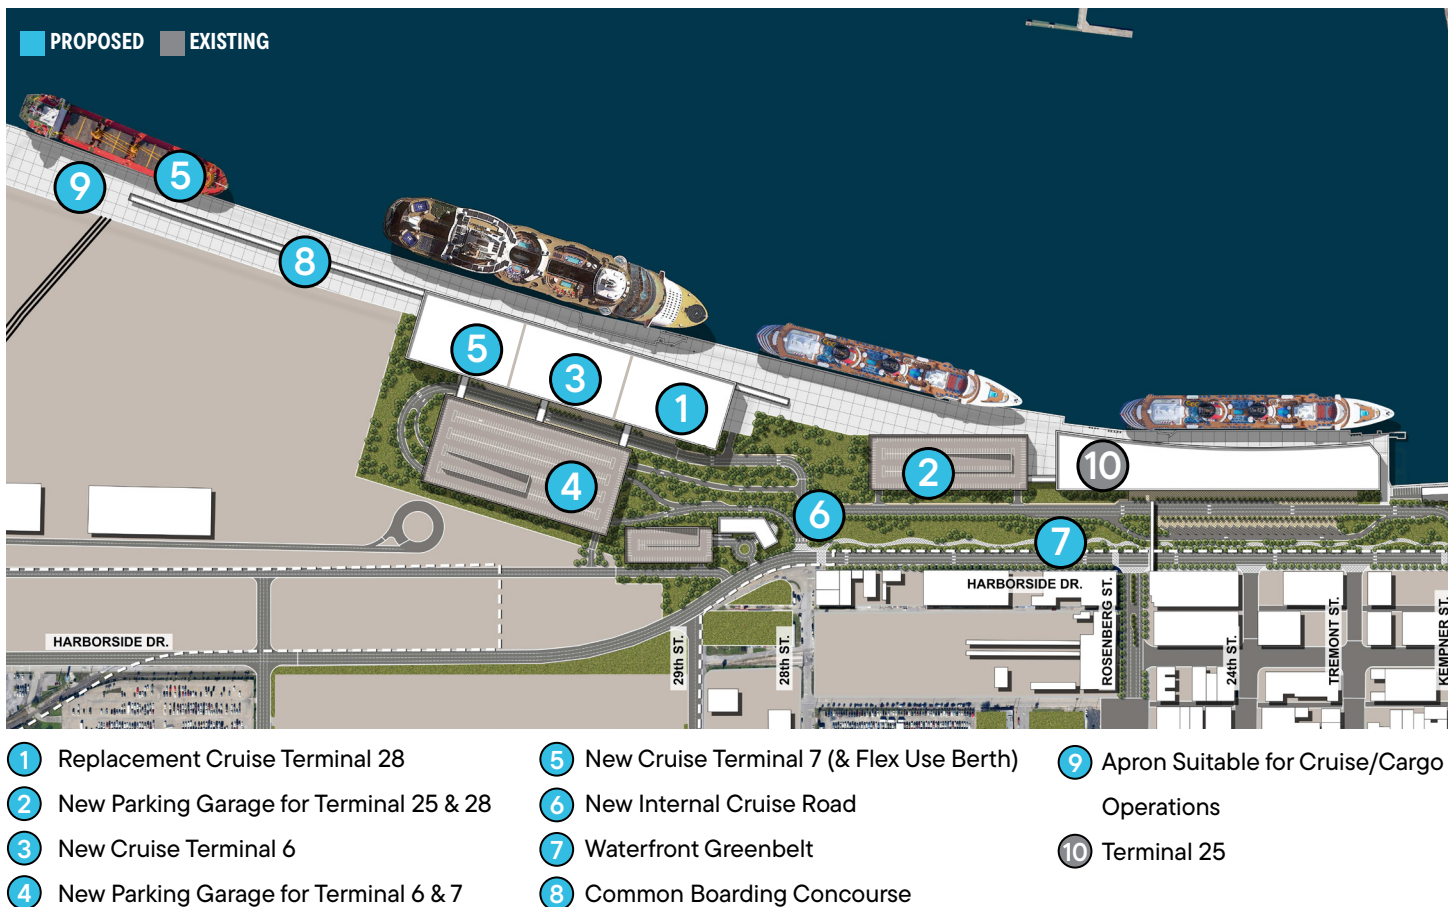 PROPOSED EXISTING
5
9
8
5
3
1
2
10
4
6
7
HARBORSIDE DR.
HARBORSIDE DR.
29th ST.
28th ST.
ROSENBERG ST.
24th ST.
TREMONT ST.
KEMPNER ST.
1 Replacement Cruise Terminal 28
2 New Parking Garage for Terminal 25 & 28
3 New Cruise Terminal 6
4 New Parking Garage for Terminal 6 & 7
5 New Cruise Terminal 7 (& Flex Use Berth)
6 New Internal Cruise Road
7 Waterfront Greenbelt
8 Common Boarding Concourse
9 Apron Suitable for Cruise/Cargo
Operations
10 Terminal 25